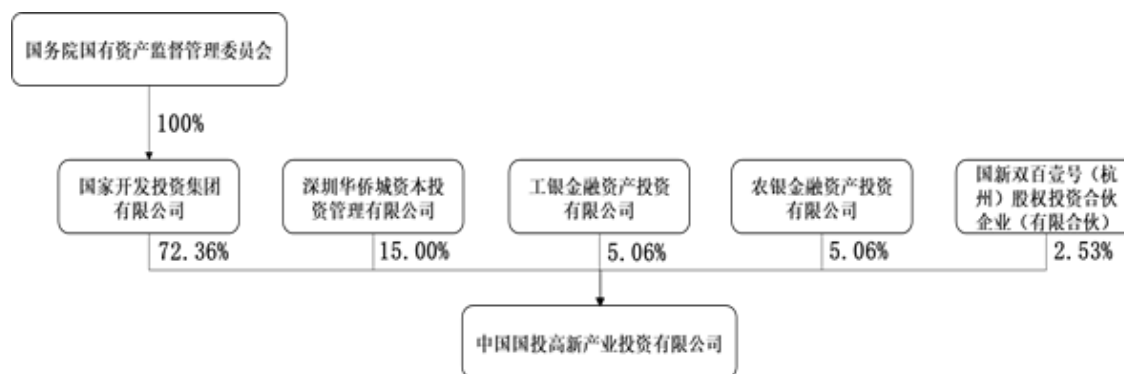 国务院国有资产监督管理委员会
100%
国家开发投资集团
有限公司
深圳华侨城资本投
资管理有限公司
工银金融资产投资
有限公司
农银金融资产投资
有限公司
国新双百壹号（杭
州）股权投资合伙
企业（有限合伙）
72.36%
15.00%
5.06%
5.06%
2.53%
中国国投高新产业投资有限公司